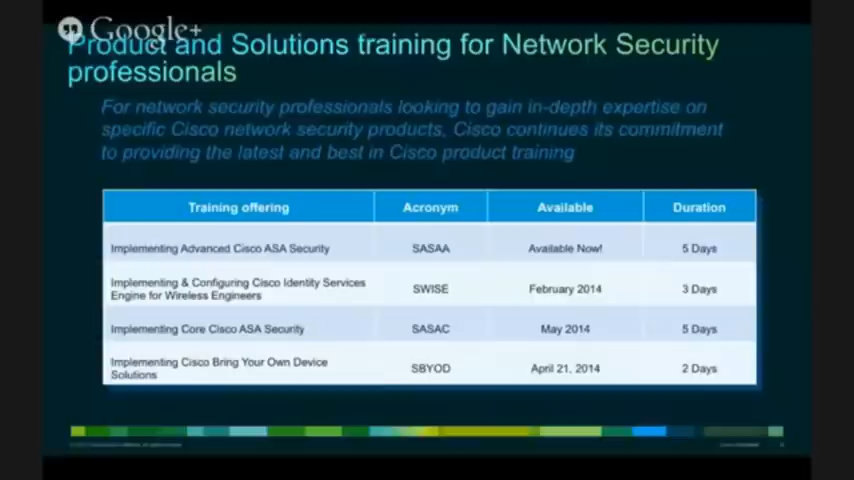 Google+
Product and Solutions training for Network Security
professionals
For network security professionals looking to gain in-depth expertise on
specific Cisco network security products, Cisco continues its commitment
to providing the latest and best in Cisco product training
Training offering Acronym Available Duration
Implementing Advanced Cisco ASA Security SASAA Available Now! 5 Days
Implementing & Configuring Cisco Identity Services
Engine for Wireless Engineers SWISE February 2014 3 Days
Implementing Core Cisco ASA Security SASAC May 2014 5 Days
Implementing Cisco Bring Your Own Device
Solutions SBYOD April 21, 2014 2 Days